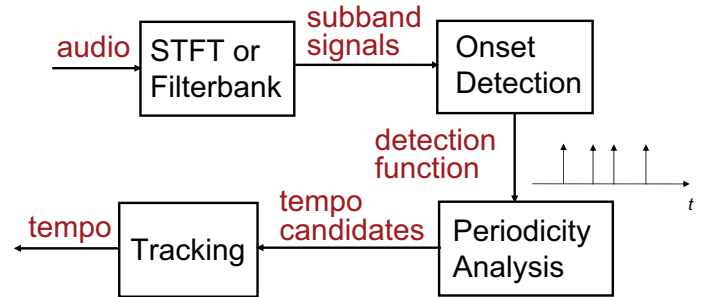 audio
STFT or
Filterbank
subband
signals
Onset
Detection
detection
function
t
Periodicity
Analysis
tempo
candidates
Tracking
tempo